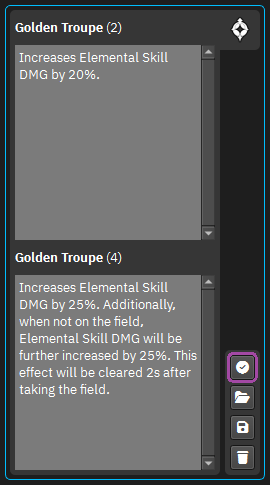 Golden Troupe (2)
Increases Elemental Skill
DMG by 20%.
Golden Troupe (4)
Increases Elemental Skill
DMG by 25%. Additionally,
when not on the field,
Elemental Skill DMG will be
further increased by 25%. This
effect will be cleared 2s after
taking the field.